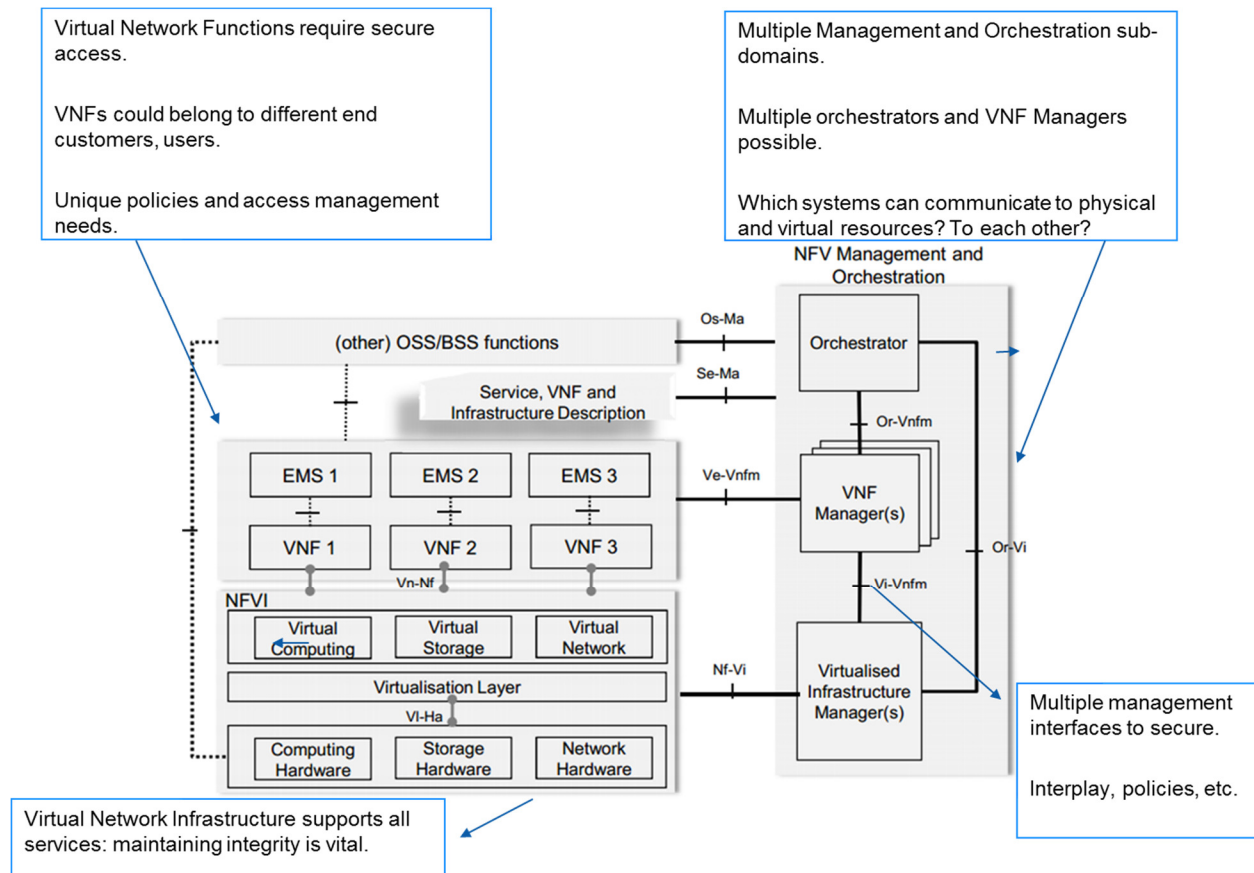 Virtual Network Functions require secure
access.
VNFs could belong to different end
customers, users.
Unique policies and access management
needs.
Multiple Management and Orchestration sub-
domains.
Multiple orchestrators and VNF Managers
possible.
Which systems can communicate to physical
and virtual resources? To each other?
NFV Management and
Orchestration
Os-Ma
(other) OSS/BSS functions
Orchestrator
Se-Ma
Service, VNF and
Infrastructure Description
Or-Vnfm
EMS 1
EMS 2
EMS 3
Ve-Vnfm
VNF
Manager(s)
VNF 1
VNF 2
VNF 3
Or-Vi
Vn-Nf
Vi-Vnfm
NFVI
Virtual
Computing
Virtual
Storage
Virtual
Network
Nf-Vi
Virtualised
Infrastructure
Manager(s)
Virtualisation Layer
Vl-Ha
Computing
Hardware
Storage
Hardware
Network
Hardware
Multiple management
interfaces to secure.
Interplay, policies, etc.
Virtual Network Infrastructure supports all
services: maintaining integrity is vital.